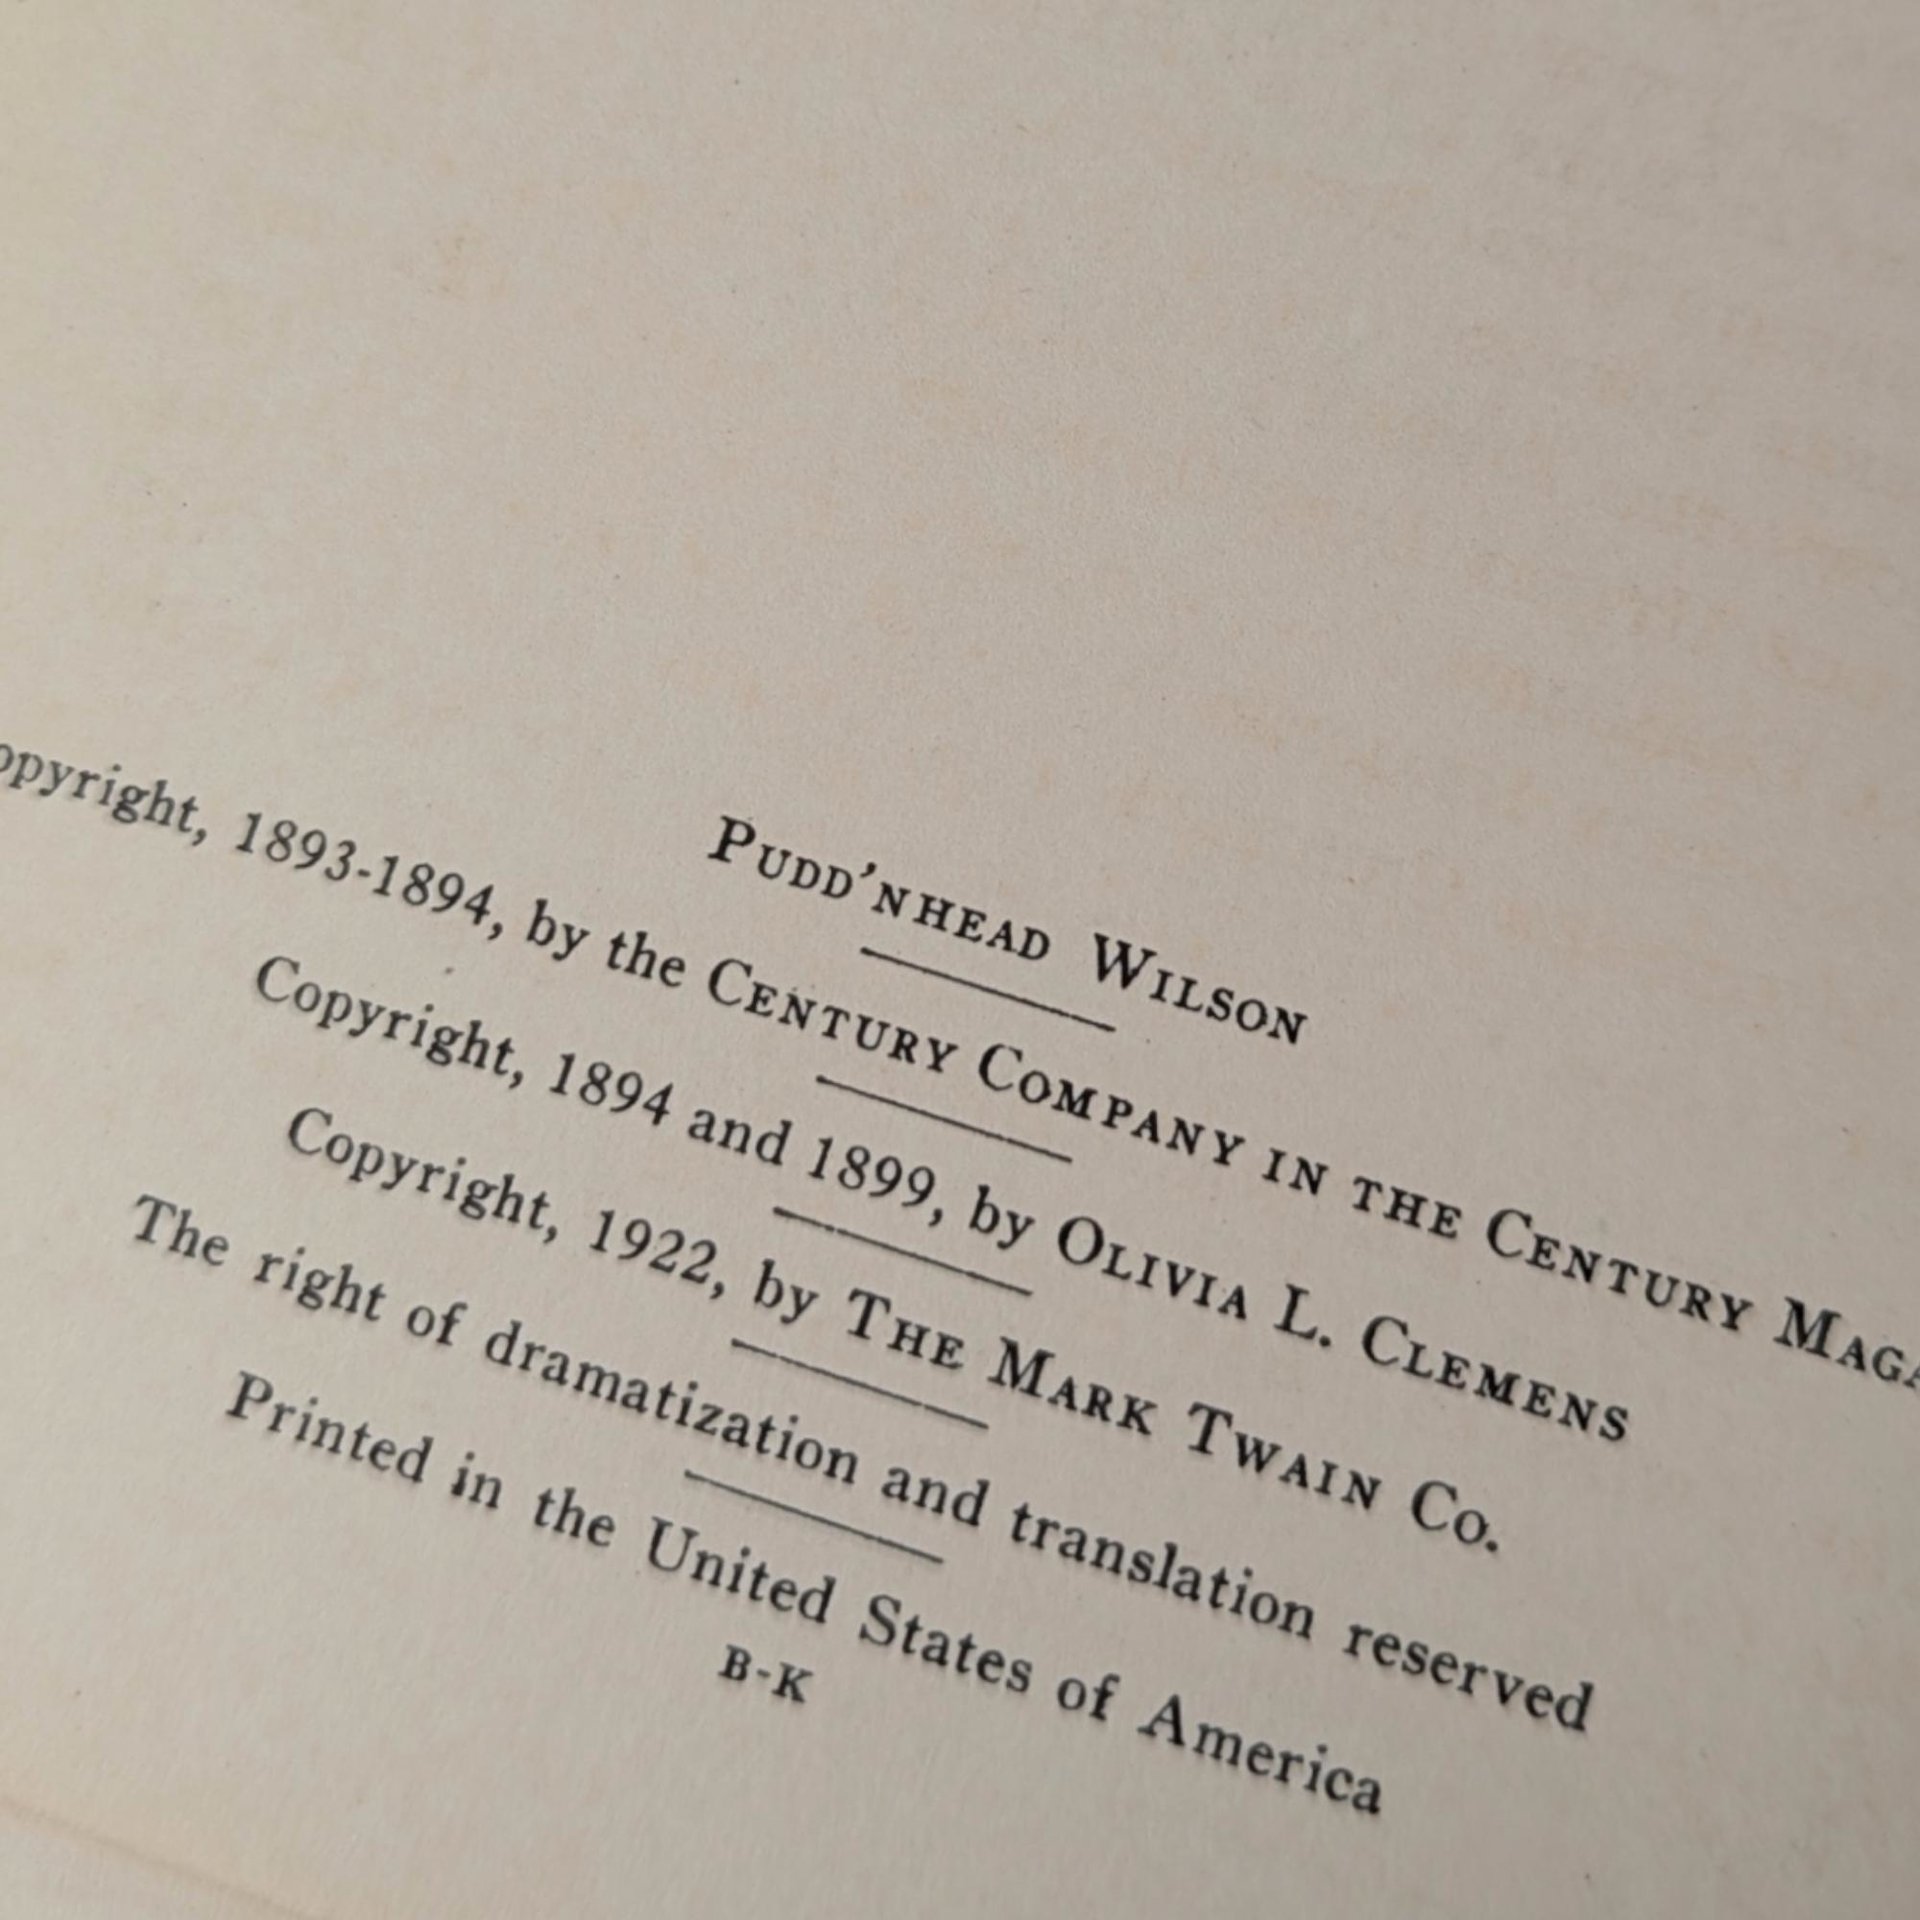 Pudd'nhead Wilson
opyright, 1893-1894, by the Century Company in the Century Maga
Copyright, 1894 and 1899, by Olivia L. Clemens
Copyright, 1922, by The Mark Twain Co.
The right of dramatization and translation reserved
Printed in the United States of America
B-K